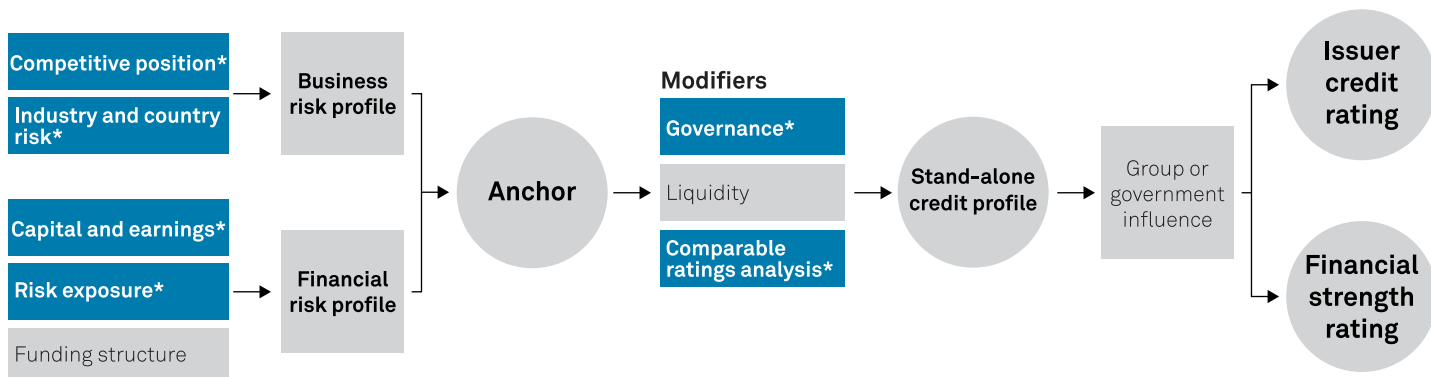 Competitive position*
Industry and country
risk*
Business
risk profile
Capital and earnings*
Risk exposure*
Funding structure
Financial
risk profile
Anchor
Modifiers
Governance*
Liquidity
Comparable
ratings analysis*
Stand-alone
credit profile
Group or
government
influence
Issuer
credit
rating
Financial
strength
rating